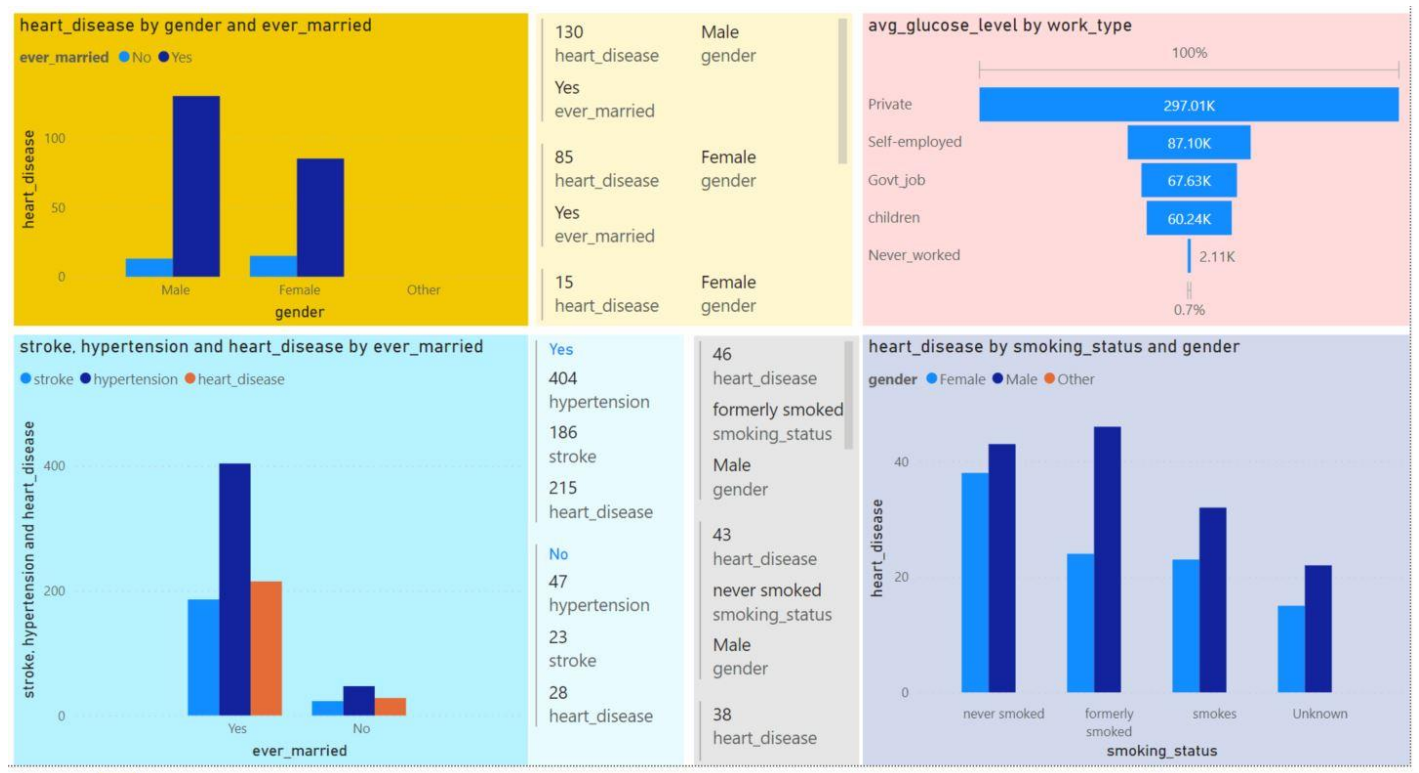 heart_disease by gender and ever_married
ever_married No Yes
heart_disease
100
50
0
Male Female Other
gender
130 Male
heart_disease gender
Yes
ever_married
85 Female
heart_disease gender
Yes
ever_married
15 Female
heart_disease gender
avg_glucose_level by work_type
100%
Private 297.01K
Self-employed 87.10K
Govt_job 67.63K
children 60.24K
Never_worked 2.11K
0.7%
stroke, hypertension and heart_disease by ever_married
stroke hypertension heart_disease
stroke, hypertension and heart_disease
400
200
0
Yes No
ever_married
Yes
404
hypertension
186
stroke
215
heart_disease
No
47
hypertension
23
stroke
28
heart_disease
46
heart_disease
formerly smoked
smoking_status
Male
gender
43
heart_disease
never smoked
smoking_status
Male
gender
38
heart_disease
heart_disease by smoking_status and gender
gender Female Male Other
heart_disease
40
20
0
never smoked formerly smokes Unknown
smoked
smoking_status